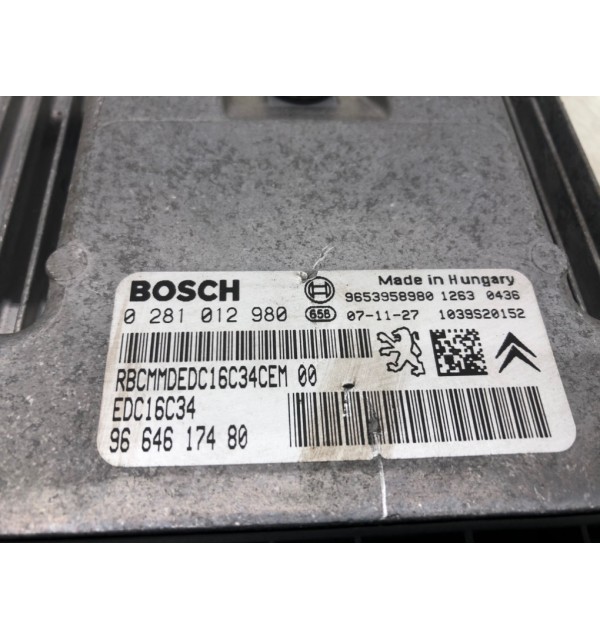 BOSCH Made in Hungary
9653958980 1263 0436
0 281 012 980 656 07-11-27 1039S20152
RBCMMDEDC16C34CEM 00
EDC16C34
96 646 174 80